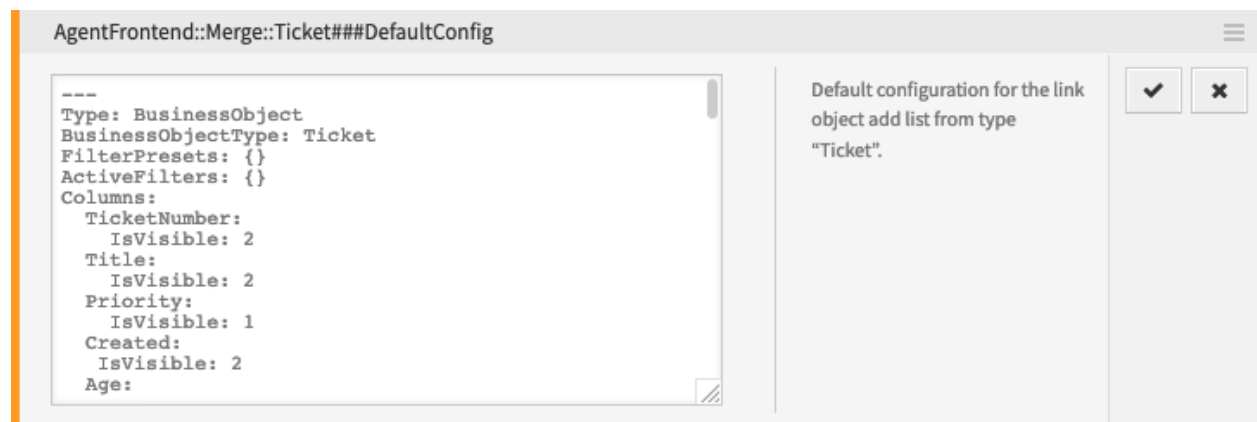 AgentFrontend::Merge::Ticket###DefaultConfig
---
Type: BusinessObject
BusinessObjectType: Ticket
FilterPresets: {}
ActiveFilters: {}
Columns:
  TicketNumber:
    IsVisible: 2
  Title:
    IsVisible: 2
  Priority:
    IsVisible: 1
  Created:
   IsVisible: 2
  Age:
Default configuration for the link
object add list from type
“Ticket”.